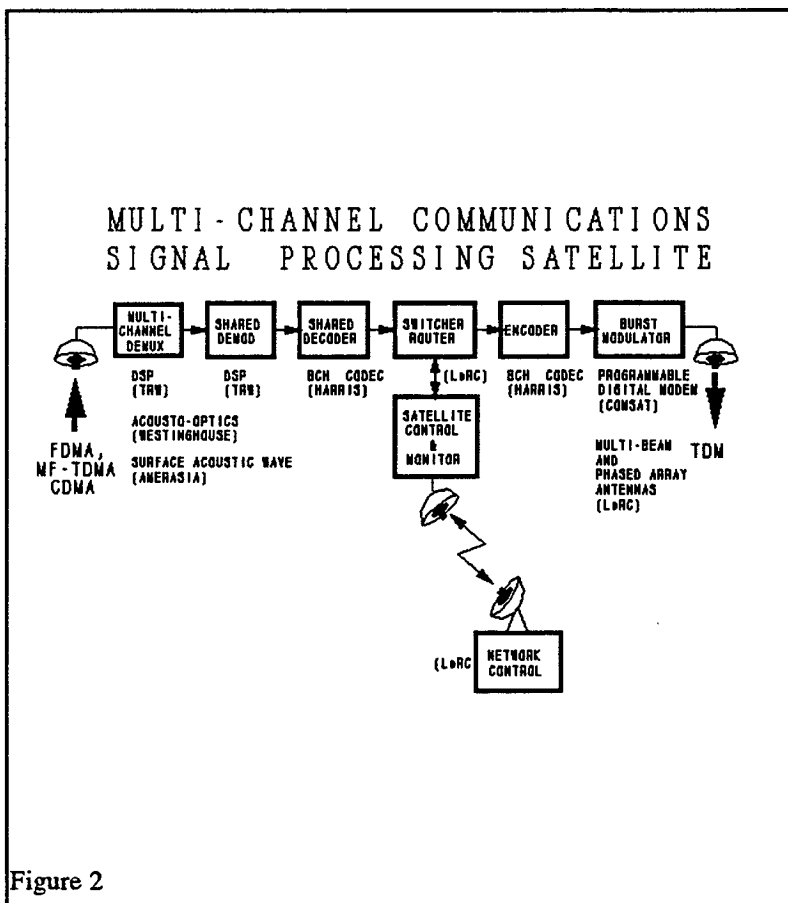 MULTI-CHANNEL COMMUNICATIONS
SIGNAL PROCESSING SATELLITE
MULTI-
CHANNEL
DEMUX
SHARED
DEMOD
SHARED
DECODER
SWITCHER
ROUTER
ENCODER
BURST
MODULATOR
DSP
(TRW)
ACOUSTO-OPTICS
(WESTINGHOUSE)
SURFACE ACOUSTIC WAVE
(AMERASIA)
DSP
(TRW)
BCH CODEC
(HARRIS)
(LeRC)
BCH CODEC
(HARRIS)
PROGRAMMABLE
DIGITAL MODEM
(COMSAT)
MULTI-BEAM
AND
PHASED ARRAY
ANTENNAS
(LeRC)
FDMA,
MF-TDMA
CDMA
TDM
SATELLITE
CONTROL
&
MONITOR
(LeRC
NETWORK
CONTROL
Figure 2